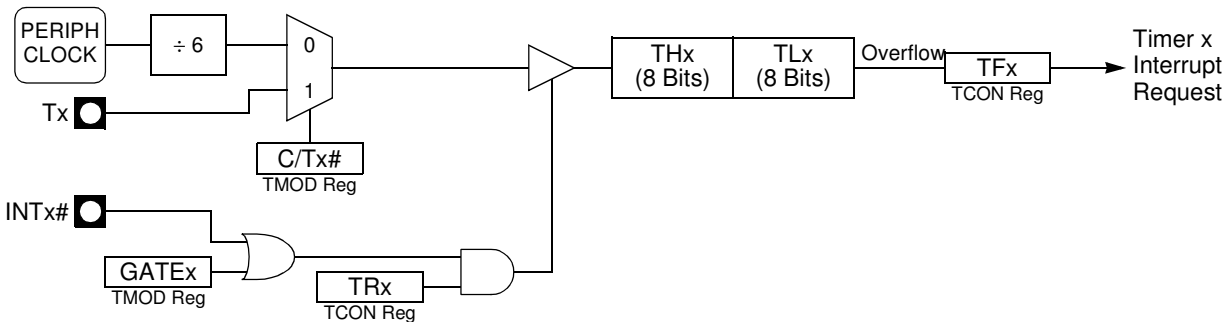 PERIPH
CLOCK
÷ 6
0
1
Tx
C/Tx#
TMOD Reg
THx
(8 Bits)
TLx
(8 Bits)
Overflow
TFx
TCON Reg
Timer x
Interrupt
Request
INTx#
GATEx
TMOD Reg
TRx
TCON Reg